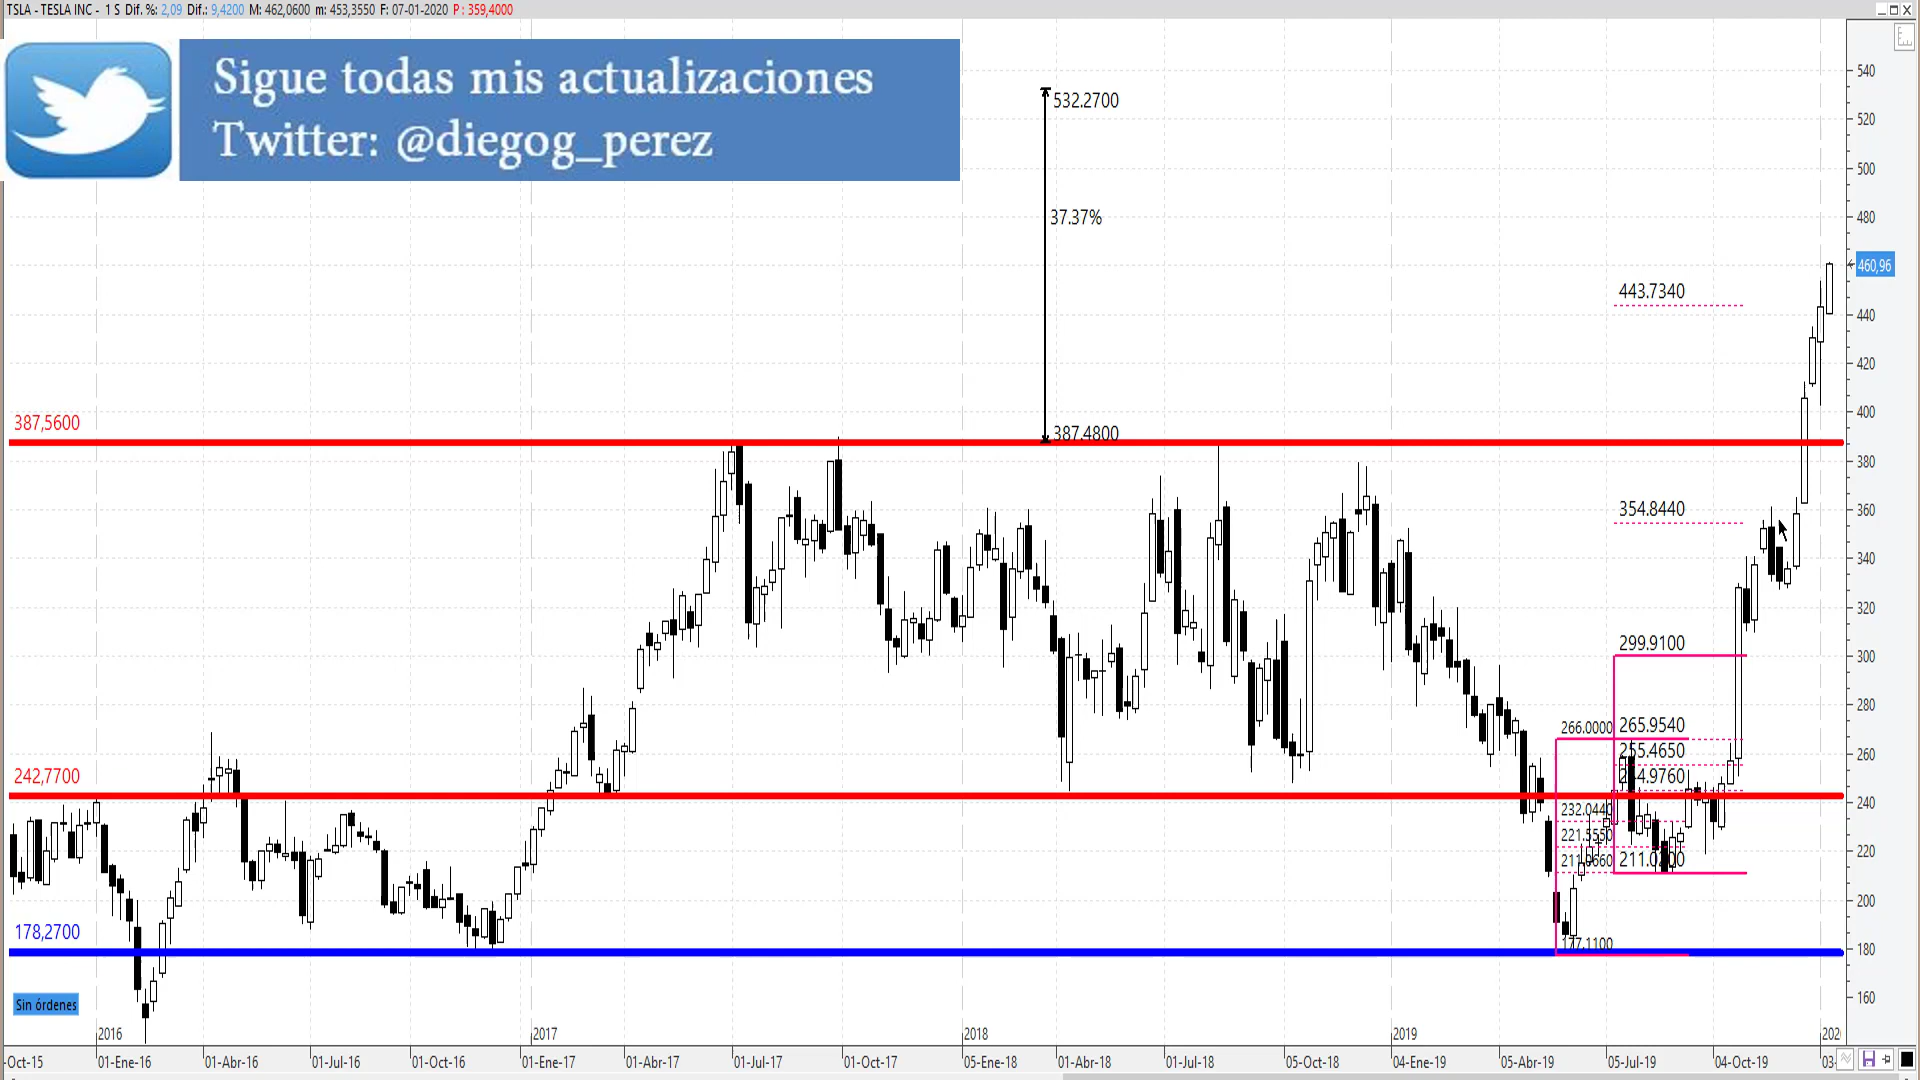 TSLA - TESLA INC - 1 S Dif. %: 2,09 Dif.: 9,4200 M: 462,0600 m: 453,3550 F: 07-01-2020 P : 359,4000
Sigue todas mis actualizaciones
Twitter: @diegog_perez
532.2700
37.37%
387.4800
387,5600
242,7700
178,2700
443.7340
354.8440
299.9100
266.0000
265.9540
255.4650
232.0440
221.5550
211.0200
177.1100
540
520
500
480
460,96
440
420
400
380
360
340
320
300
280
260
240
220
200
180
160
Sin órdenes
2016
2017
2018
2019
-Oct-15
01-Ene-16
01-Abr-16
01-Jul-16
01-Oct-16
01-Ene-17
01-Abr-17
01-Jul-17
01-Oct-17
05-Ene-18
01-Abr-18
01-Jul-18
05-Oct-18
04-Ene-19
05-Abr-19
05-Jul-19
04-Oct-19